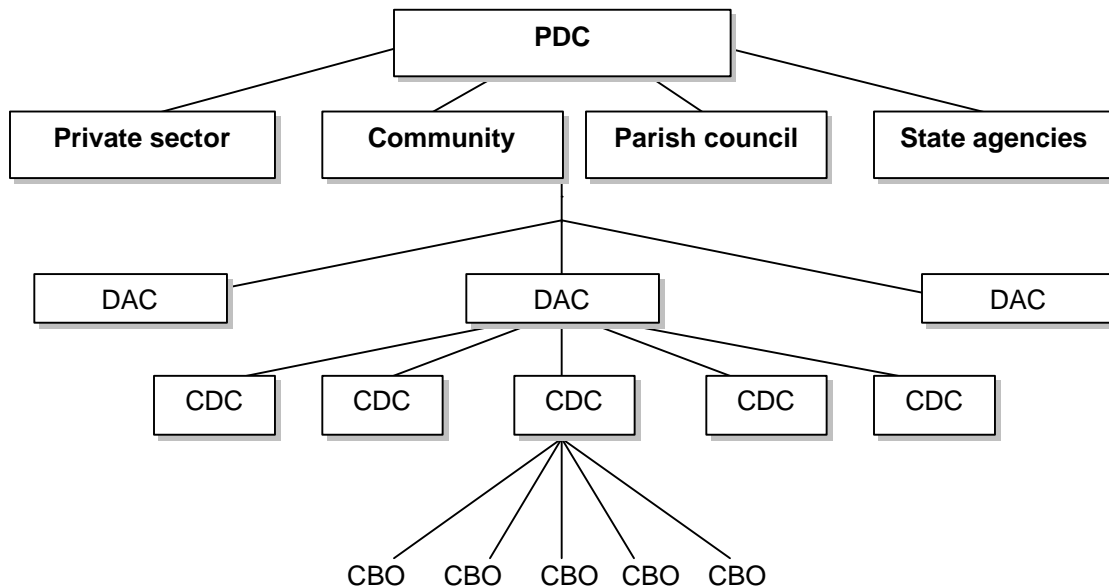 PDC
Private sector Community Parish council State agencies
DAC DAC DAC
CDC CDC CDC CDC CDC
CBO CBO CBO CBO CBO